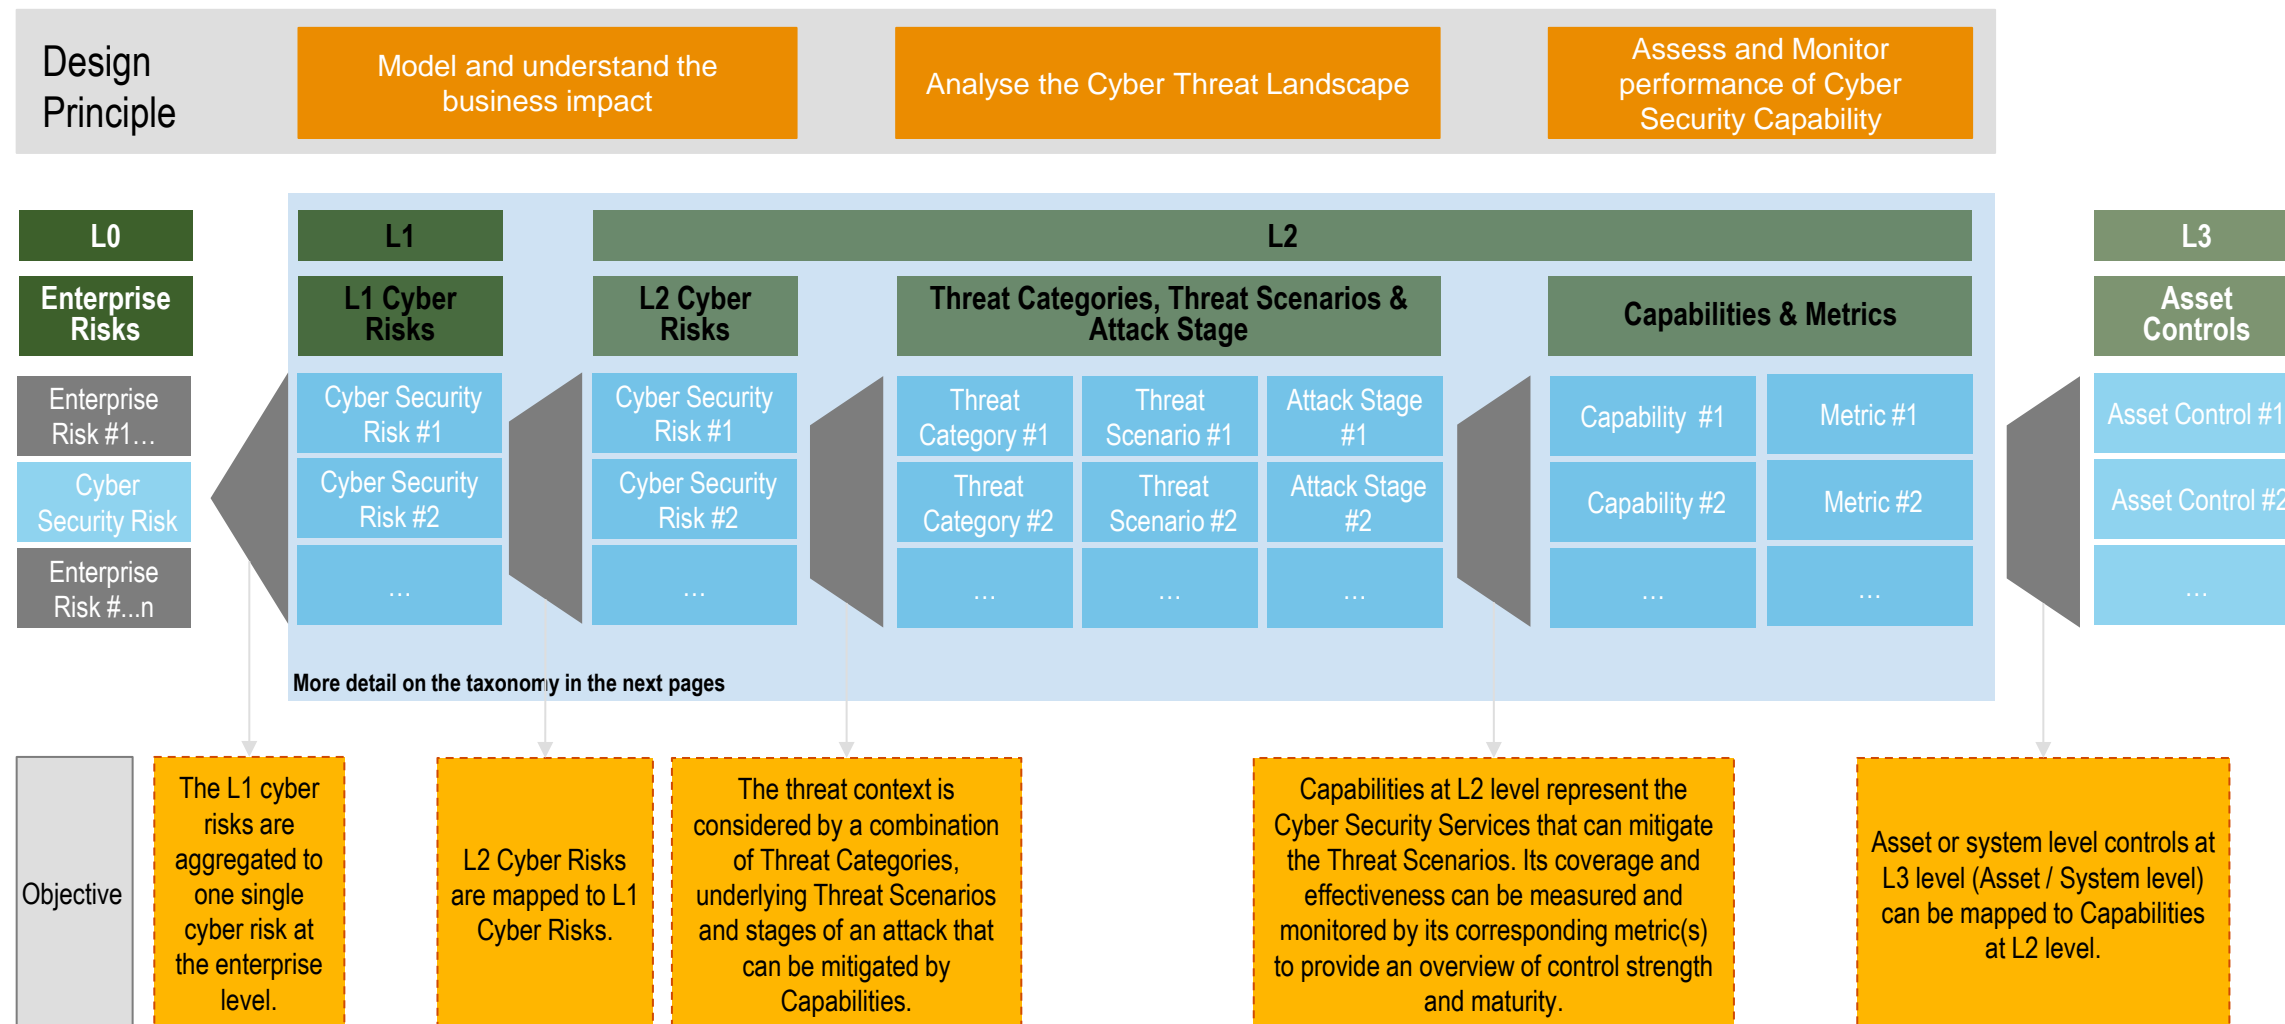 Design
Principle
Model and understand the
business impact
Analyse the Cyber Threat Landscape
Assess and Monitor
performance of Cyber
Security Capability
L0
L1
L2
L3
Enterprise
Risks
L1 Cyber
Risks
L2 Cyber
Risks
Threat Categories, Threat Scenarios &
Attack Stage
Capabilities & Metrics
Asset
Controls
Enterprise
Risk #1…
Cyber Security
Risk #1
Cyber Security
Risk #1
Threat
Category #1
Threat
Scenario #1
Attack Stage
#1
Capability  #1
Metric #1
Asset Control #1
Cyber
Security Risk
Cyber Security
Risk #2
Cyber Security
Risk #2
Threat
Category #2
Threat
Scenario #2
Attack Stage
#2
Capability #2
Metric #2
Asset Control #2
Enterprise
Risk #...n
…
…
…
…
…
…
…
…
More detail on the taxonomy in the next pages
Objective
The L1 cyber
risks are
aggregated to
one single
cyber risk at
the enterprise
level.
L2 Cyber Risks
are mapped to L1
Cyber Risks.
The threat context is
considered by a combination
of Threat Categories,
underlying Threat Scenarios
and stages of an attack that
can be mitigated by
Capabilities.
Capabilities at L2 level represent the
Cyber Security Services that can mitigate
the Threat Scenarios. Its coverage and
effectiveness can be measured and
monitored by its corresponding metric(s)
to provide an overview of control strength
and maturity.
Asset or system level controls at
L3 level (Asset / System level)
can be mapped to Capabilities
at L2 level.